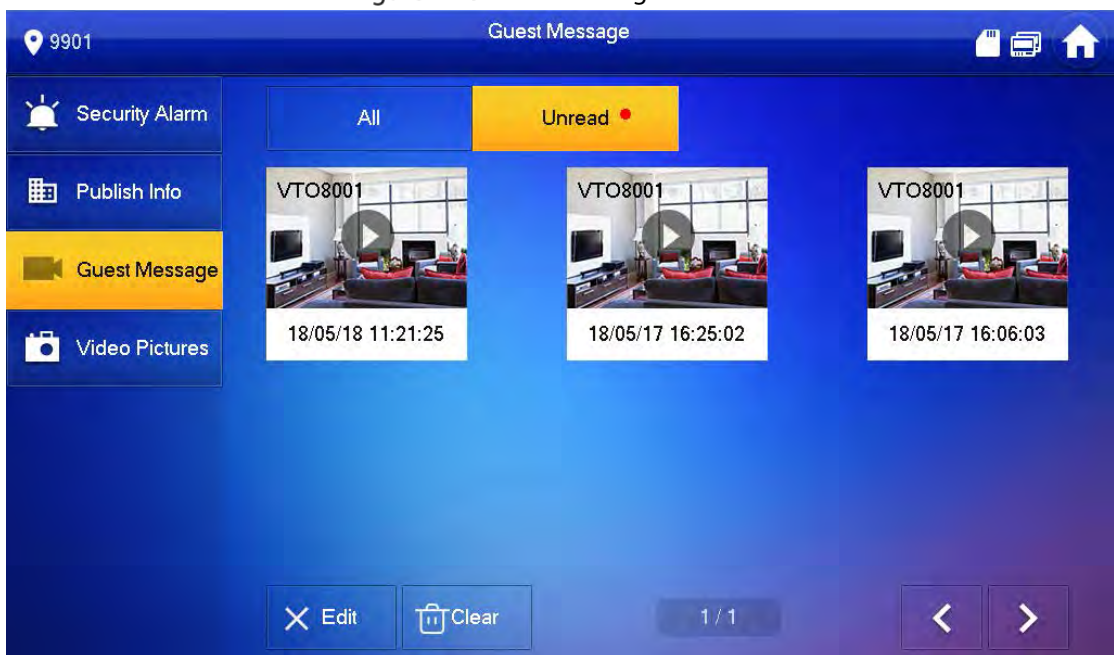 9901
Guest Message
Security Alarm
All
Unread
Publish Info
VTO8001
VTO8001
VTO8001
Guest Message
18/05/18 11:21:25
18/05/17 16:25:02
18/05/17 16:06:03
Video Pictures
Edit
Clear
1 / 1